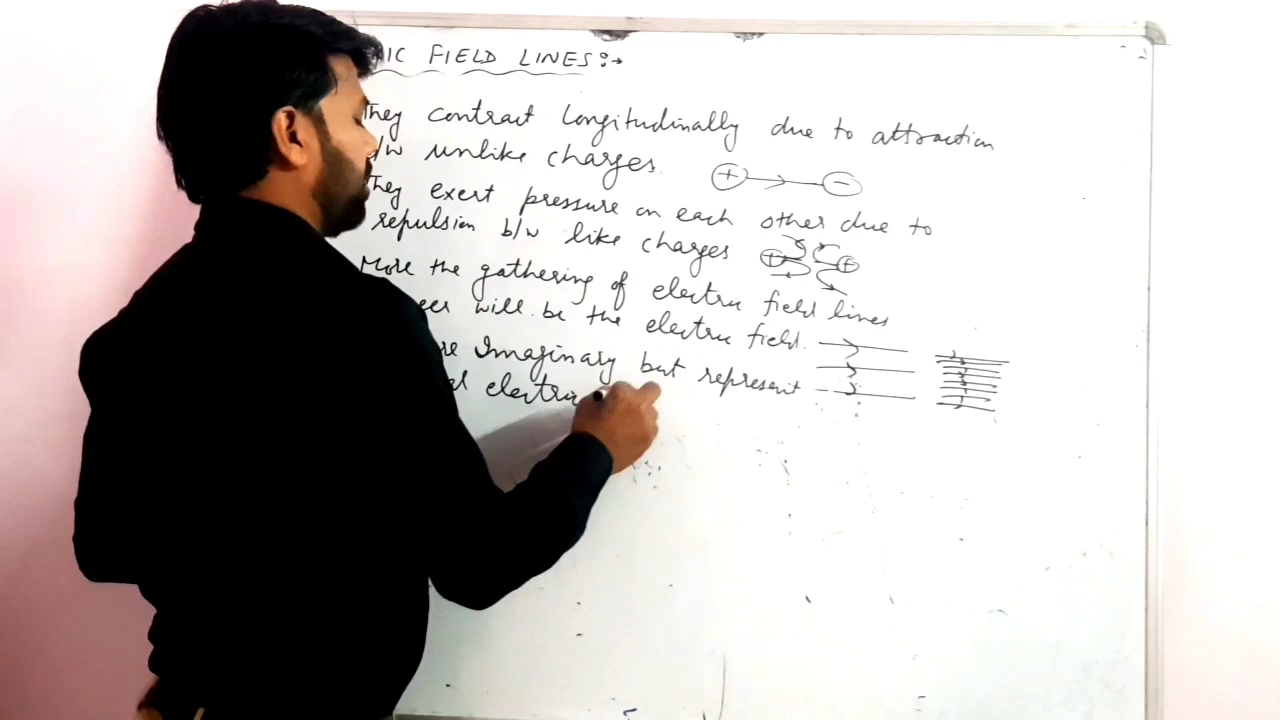 FIELD LINES:→
They contract longitudinally due to attraction
b/w unlike charges.
+ -
They exert pressure on each other due to
repulsion b/w like charges
+ +
More the gathering of electric field lines
will be the electric field.
Imaginary but represent